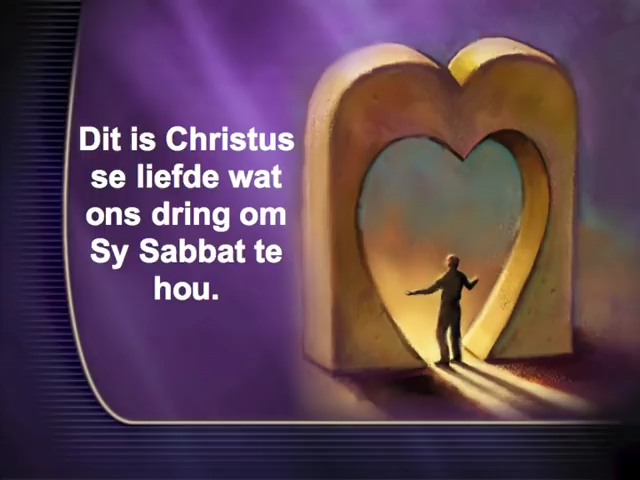 Dit is Christus
se liefde wat
ons dring om
Sy Sabbat te
hou.